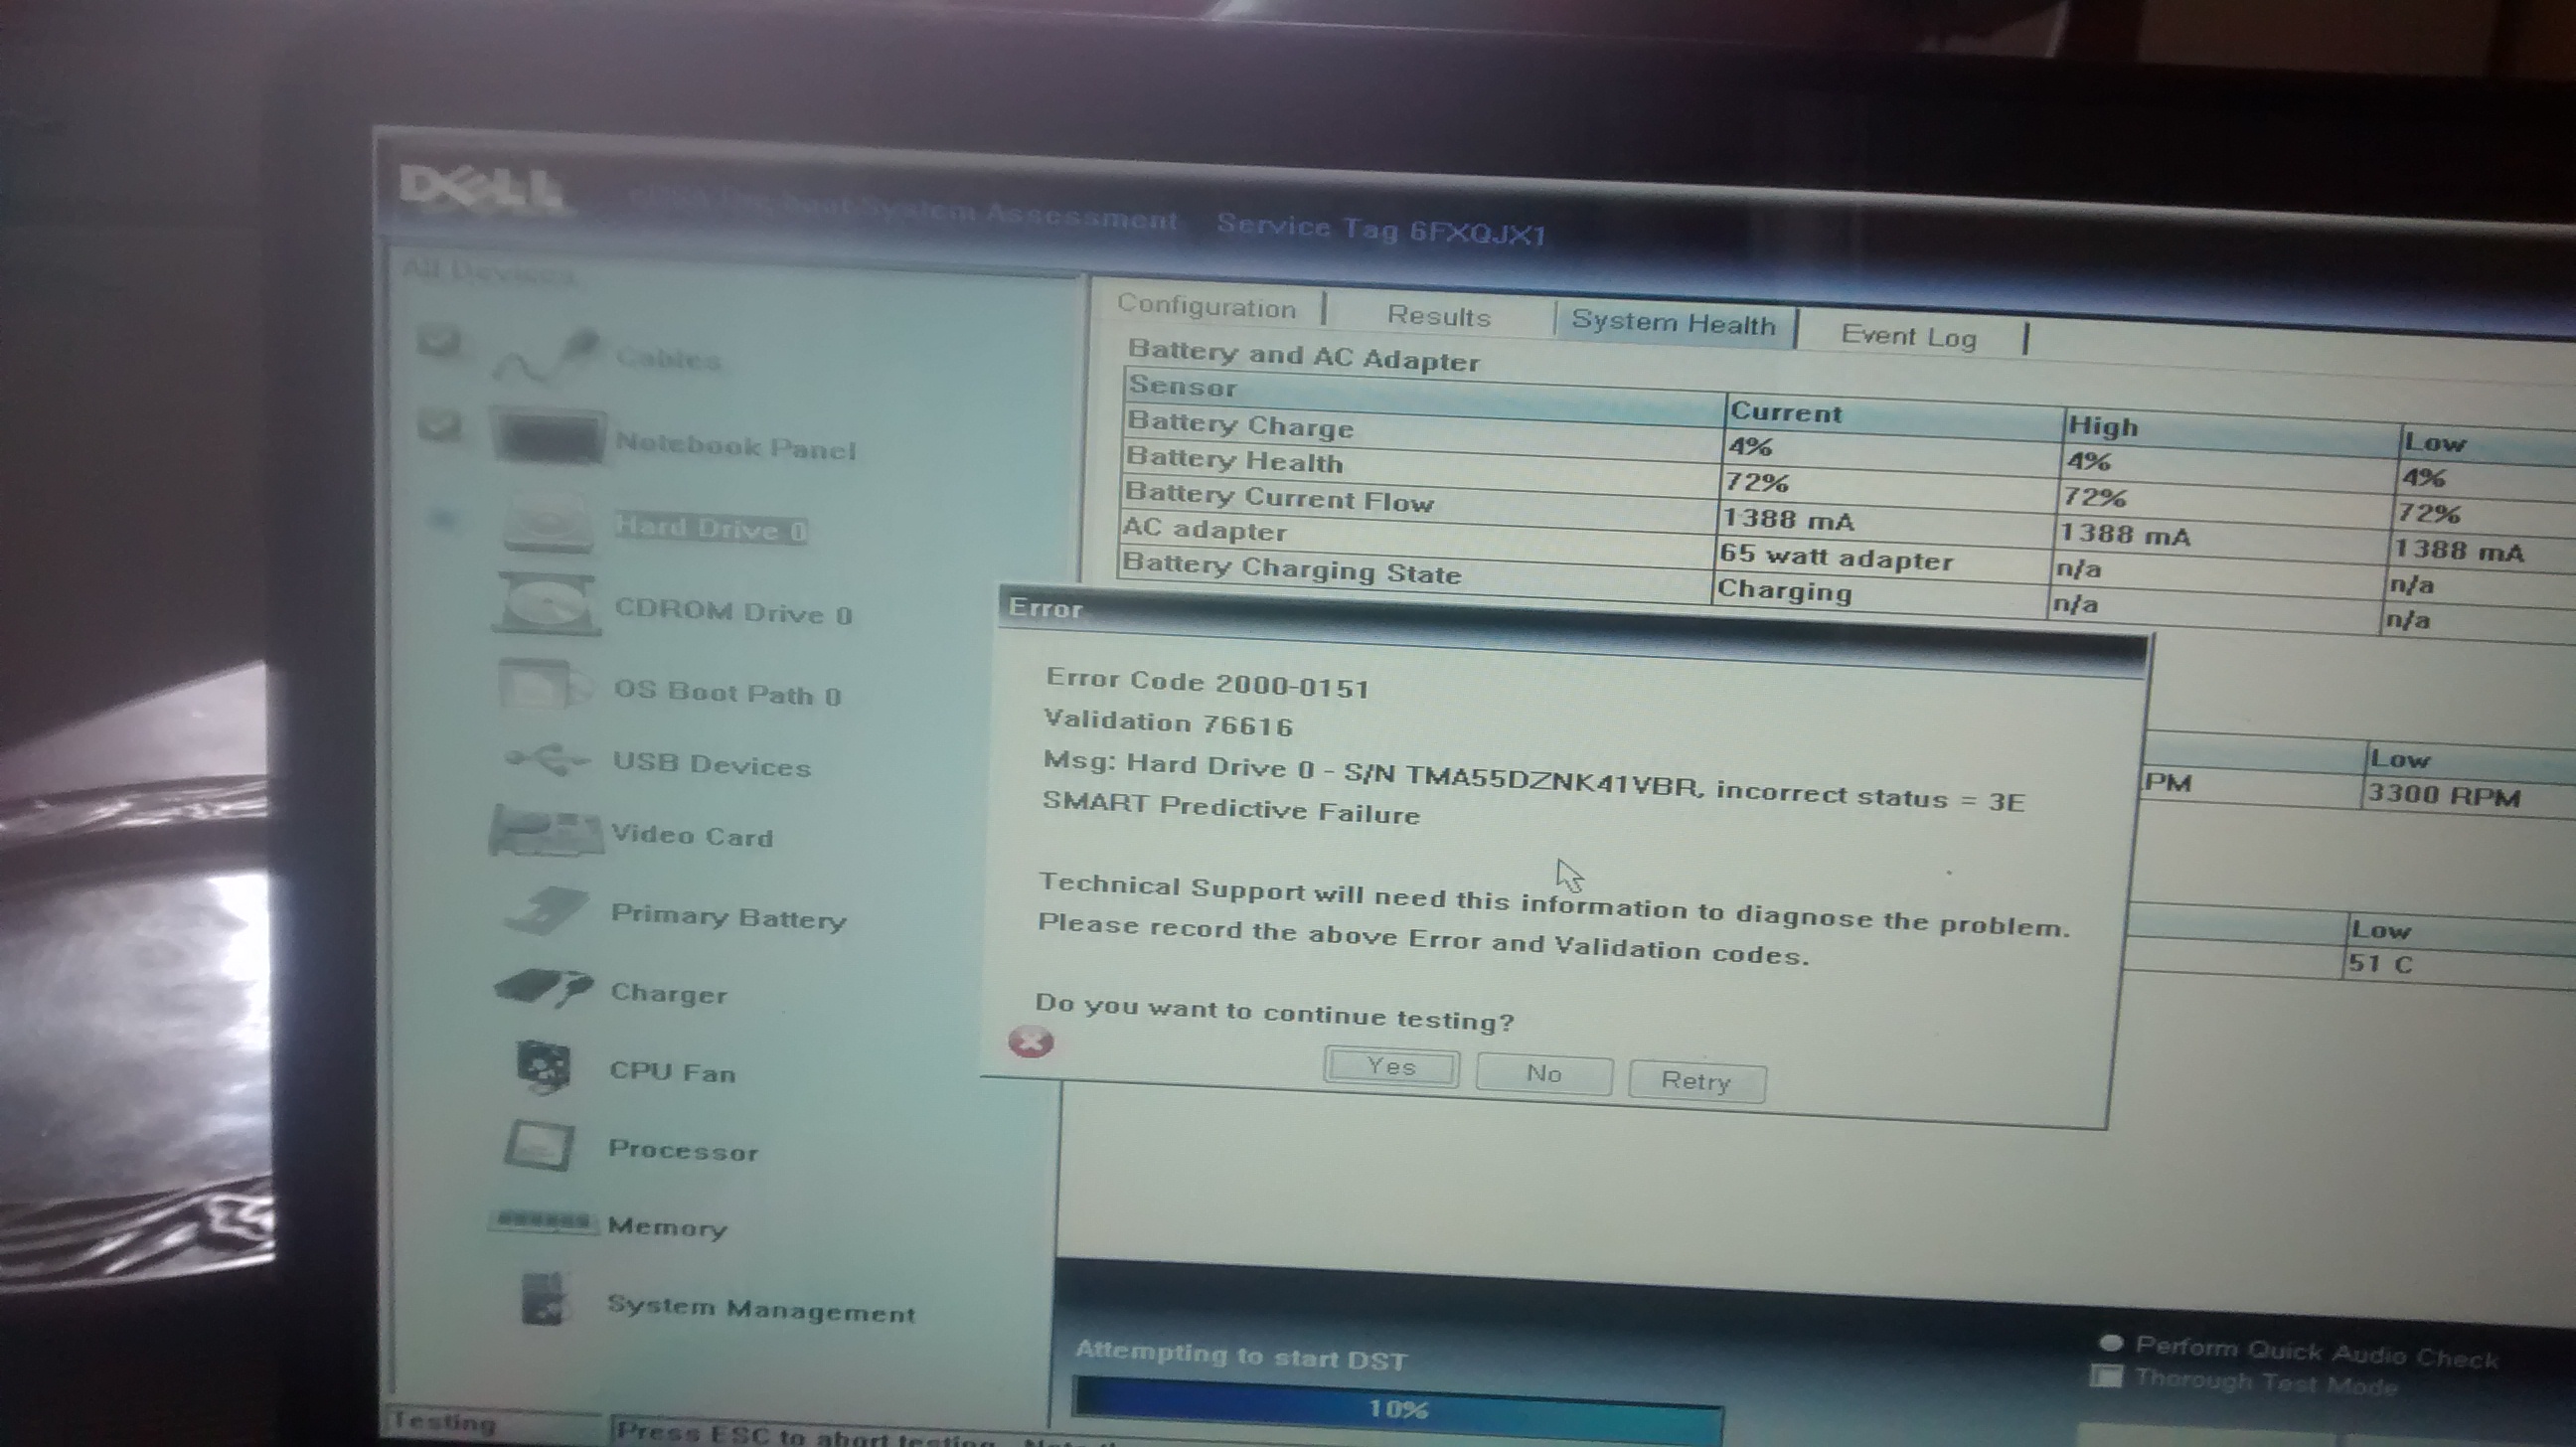 DELL
Pre-boot System Assessment Service Tag 6FXQJX1
All Devices
Cables
Notebook Panel
Hard Drive 0
CDROM Drive 0
OS Boot Path 0
USB Devices
Video Card
Primary Battery
Charger
CPU Fan
Processor
Memory
System Management
Configuration Results System Health Event Log
Battery and AC Adapter
Sensor Current High Low
Battery Charge 4% 4% 4%
Battery Health 72% 72% 72%
Battery Current Flow 1388 mA 1388 mA 1388 mA
AC adapter 65 watt adapter n/a n/a
Battery Charging State Charging n/a n/a
Low
PM 3300 RPM
Low
51 C
Error
Error Code 2000-0151
Validation 76616
Msg: Hard Drive 0 - S/N TMA55DZNK41VBR, incorrect status = 3E
SMART Predictive Failure
Technical Support will need this information to diagnose the problem.
Please record the above Error and Validation codes.
Do you want to continue testing?
Yes No Retry
Attempting to start DST
10%
Perform Quick Audio Check
Thorough Test Mode
Testing
Press ESC to abort testing.